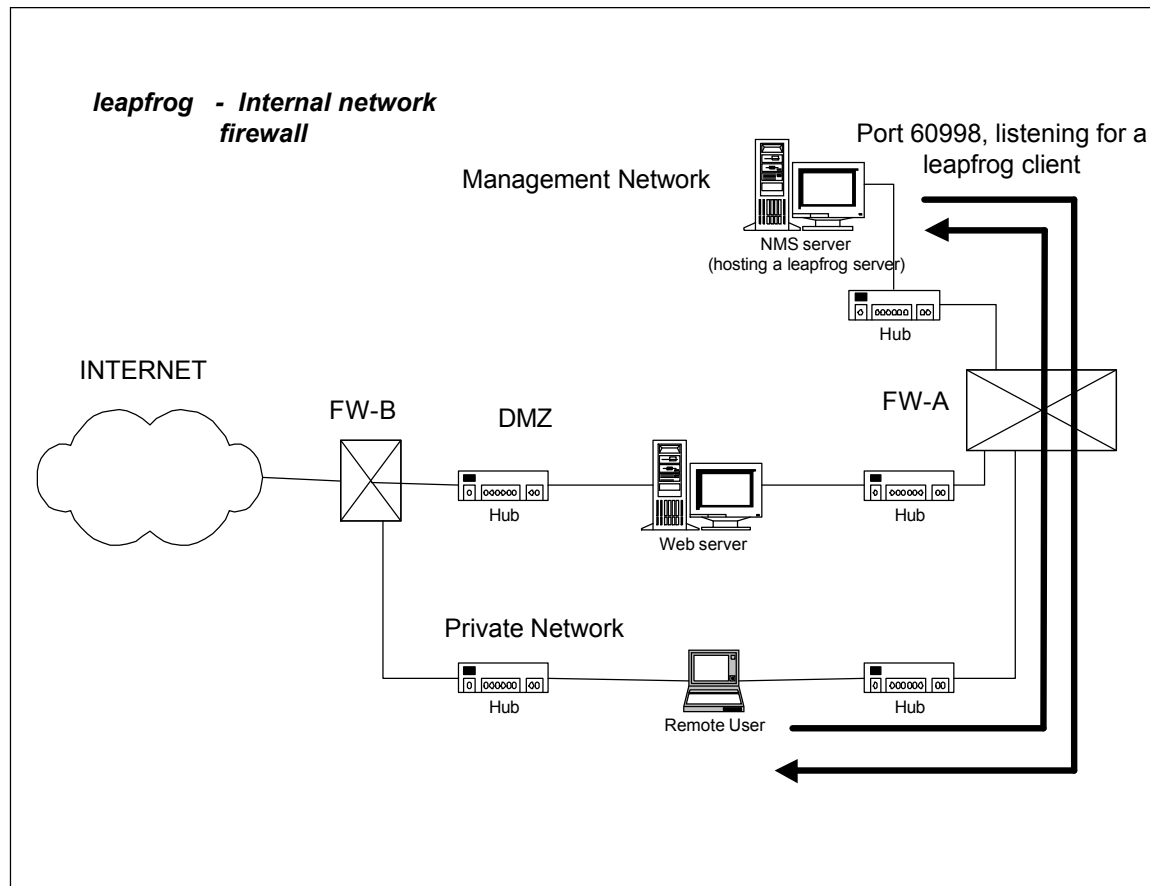 leapfrog - Internal network
firewall
Port 60998, listening for a
leapfrog client
Management Network
NMS server
(hosting a leapfrog server)
Hub
INTERNET
FW-B
DMZ
FW-A
Hub
Web server
Hub
Private Network
Hub
Remote User
Hub